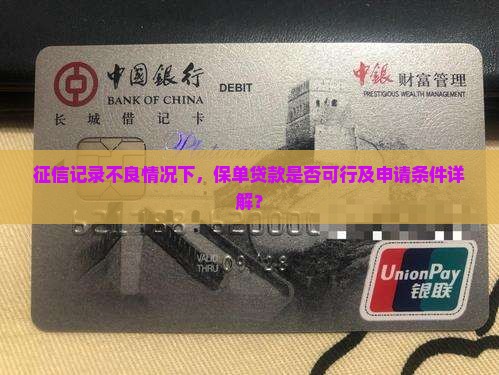 中国银行 DEBIT
BANK OF CHINA
中银 财富管理
PRESTIGIOUS WEALTH MANAGEMENT
长城借记卡
征信记录不良情况下，保单贷款是否可行及申请条件详
解？
VALID
THRU
UnionPay
银联